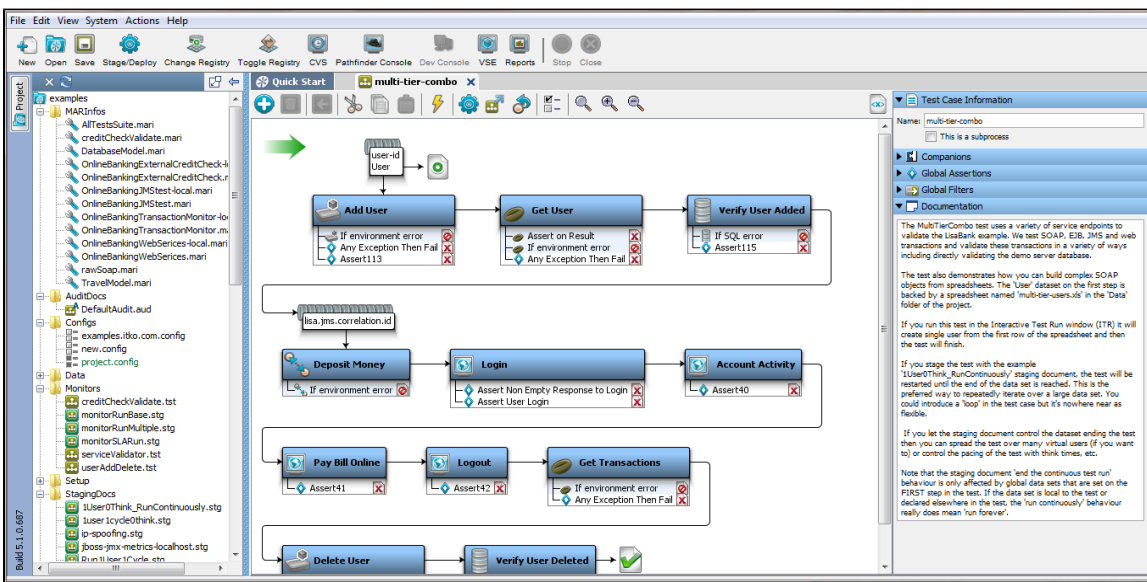 File Edit View System Actions Help
New Open Save Stage/Deploy Change Registry Toggle Registry CVS Pathfinder Console Dev Console VSE Reports Stop Close
Project
Build 5.1.0.687
examples
MARInfos
AllTestsSuite.mari
creditCheckValidate.mari
DatabaseModel.mari
OnlineBankingExternalCreditCheck-l
OnlineBankingExternalCreditCheck.r
OnlineBankingJMStest-local.mari
OnlineBankingJMStest.mari
OnlineBankingTransactionMonitor-lo
OnlineBankingTransactionMonitor.m
OnlineBankingWebSerices-local.mari
OnlineBankingWebSerices.mari
rawSoap.mari
TravelModel.mari
AuditDocs
DefaultAudit.aud
Configs
examples.itko.com.config
new.config
project.config
Data
Monitors
creditCheckValidate.tst
monitorRunBase.stg
monitorRunMultiple.stg
monitorSLARun.stg
serviceValidator.tst
userAddDelete.tst
Setup
StagingDocs
1User0Think_RunContinuously.stg
1user1cycle0think.stg
ip-spoofing.stg
jboss-jmx-metrics-localhost.stg
Run1User1Cycle.stg
Quick Start
multi-tier-combo
user-id
User
Add User
If environment error
Any Exception Then Fail
Assert113
Get User
Assert on Result
If environment error
Any Exception Then Fail
Verify User Added
If SQL error
Assert115
lisa.jms.correlation.id
Deposit Money
If environment error
Login
Assert Non Empty Response to Login
Assert User Login
Account Activity
Assert40
Pay Bill Online
Assert41
Logout
Assert42
Get Transactions
If environment error
Any Exception Then Fail
Delete User
Verify User Deleted
Test Case Information
Name: multi-tier-combo
This is a subprocess
Companions
Global Assertions
Global Filters
Documentation
The MultiTierCombo test uses a variety of service endpoints to
validate the LisaBank example. We test SOAP, EJB, JMS and web
transactions and validate these transactions in a variety of ways
including directly validating the demo server database.
The test also demonstrates how you can build complex SOAP
objects from spreadsheets. The 'User' dataset on the first step is
backed by a spreadsheet named 'multi-tier-users.xls' in the 'Data'
folder of the project.
If you run this test in the Interactive Test Run window (ITR) it will
create single user from the first row of the spreadsheet and then
the test will finish.
If you stage the test with the example
'1User0Think_RunContinuously' staging document, the test will be
restarted until the end of the data set is reached. This is the
preferred way to repeatedly iterate over a large data set. You
could introduce a 'loop' in the test case but it's nowhere near as
flexible.
If you let the staging document control the dataset ending the test
then you can spread the test over many virtual users (if you want
to) or control the pacing of the test with think times, etc.
Note that the staging document 'end the continuous test run'
behaviour is only affected by global data sets that are set on the
FIRST step in the test. If the data set is local to the test or
declared elsewhere in the test, the 'run continuously' behaviour
really does mean 'run forever'.